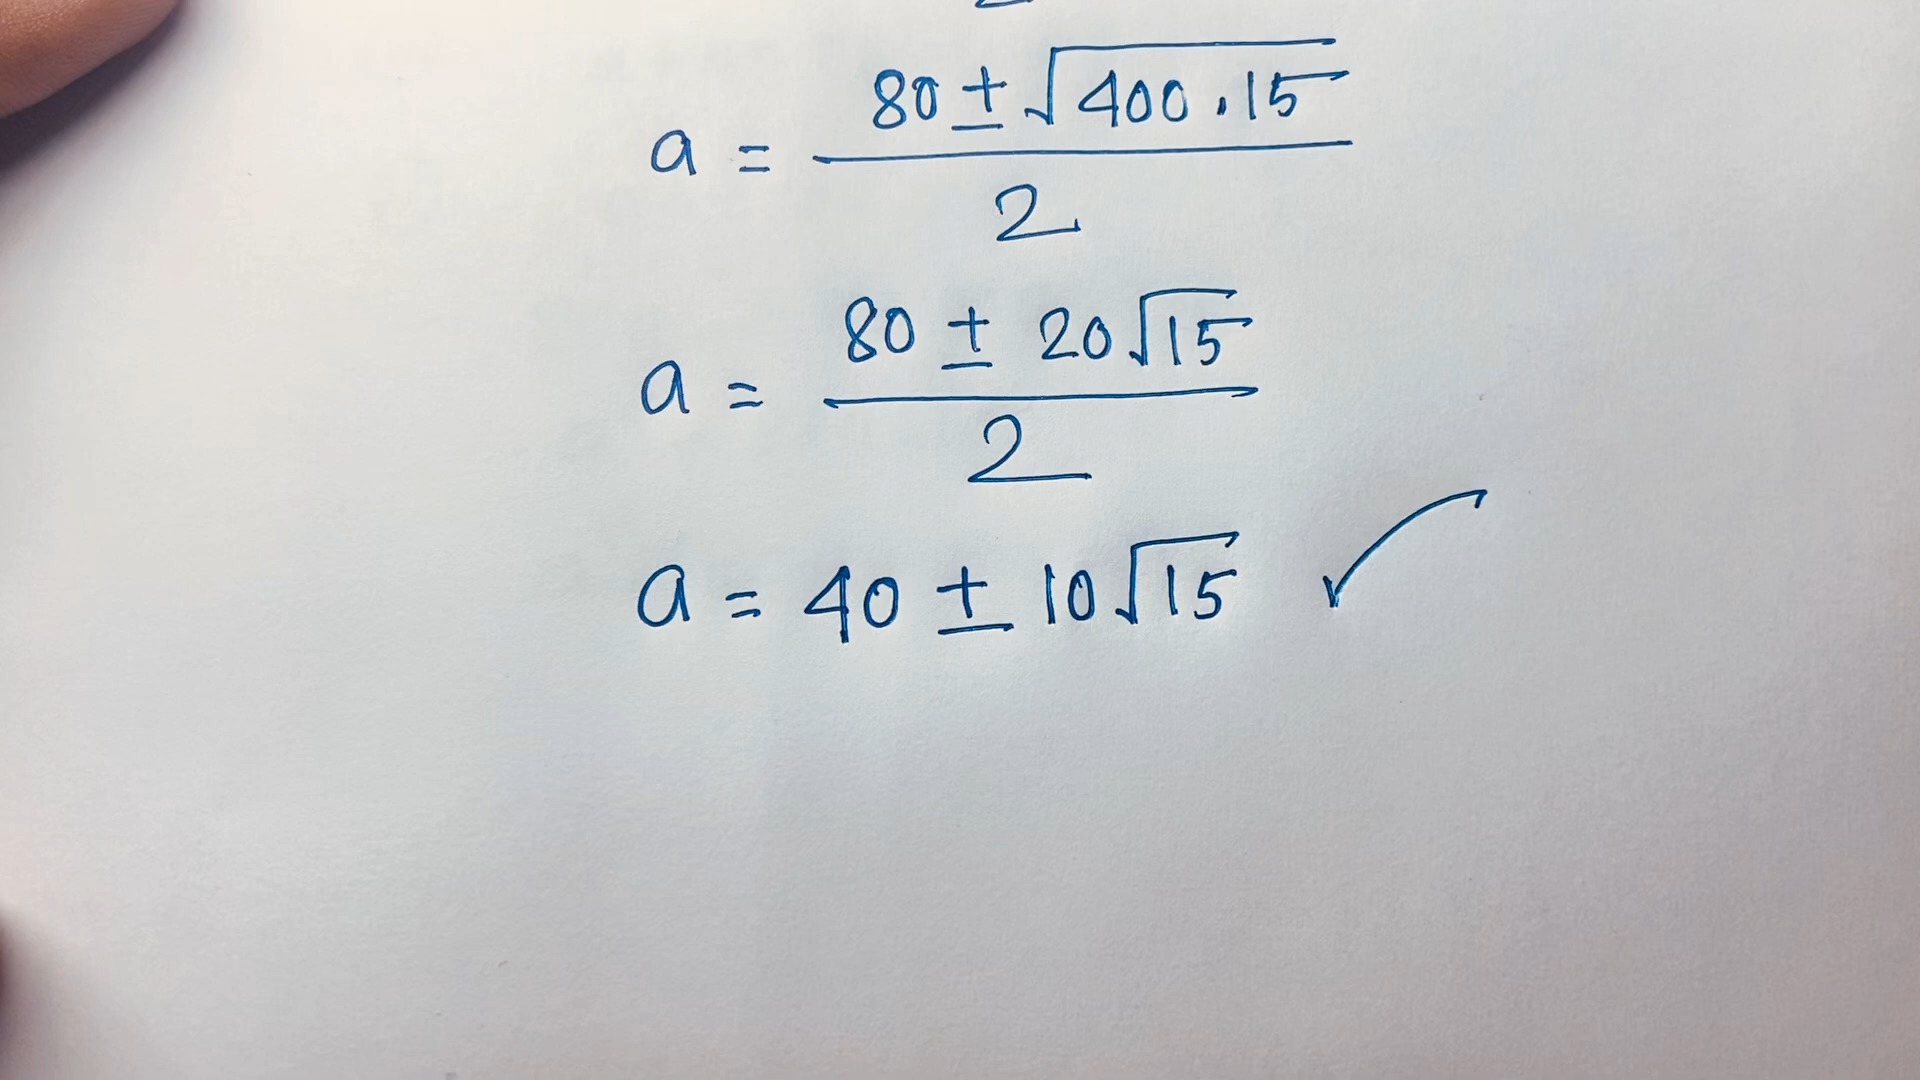 a = (80 ± √(400 . 15)) / 2
a = (80 ± 20√15) / 2
a = 40 ± 10√15 ✓